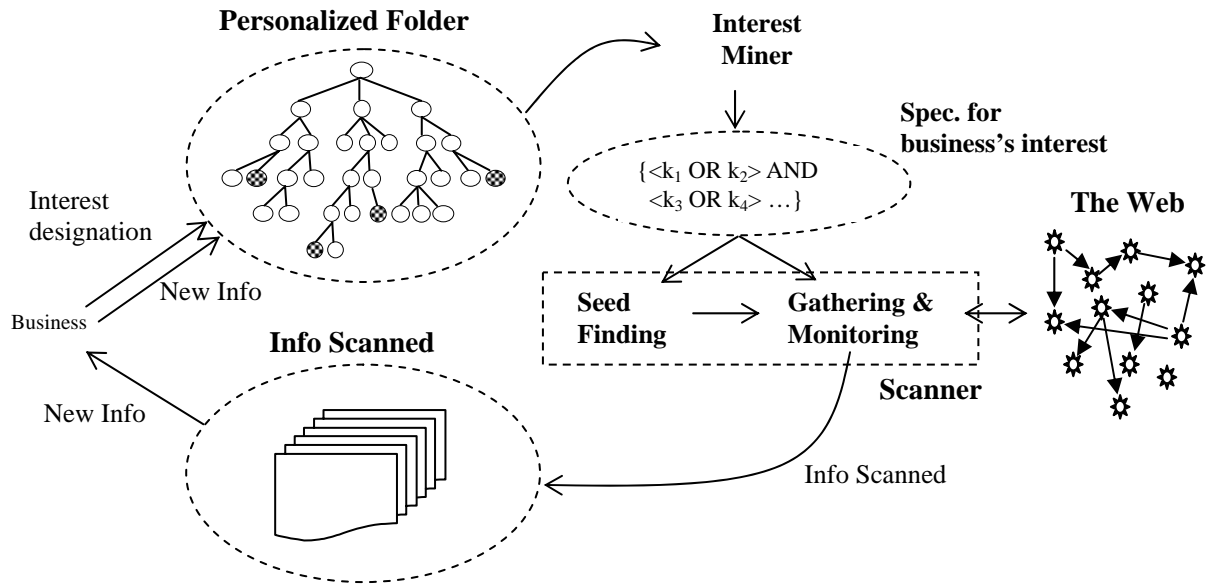 Personalized Folder
Interest
Miner
Spec. for
business's interest
{<k1 OR k2> AND
<k3 OR k4> …}
Interest
designation
The Web
New Info
Business
Seed
Finding
Gathering &
Monitoring
Info Scanned
Scanner
New Info
Info Scanned